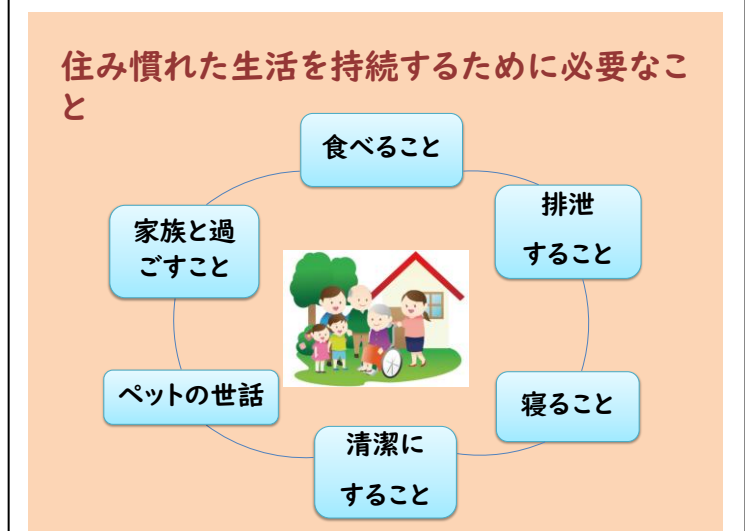 住み慣れた生活を持続するために必要なこ
と
食べること
排泄
すること
寝ること
清潔に
すること
ペットの世話
家族と過
ごすこと